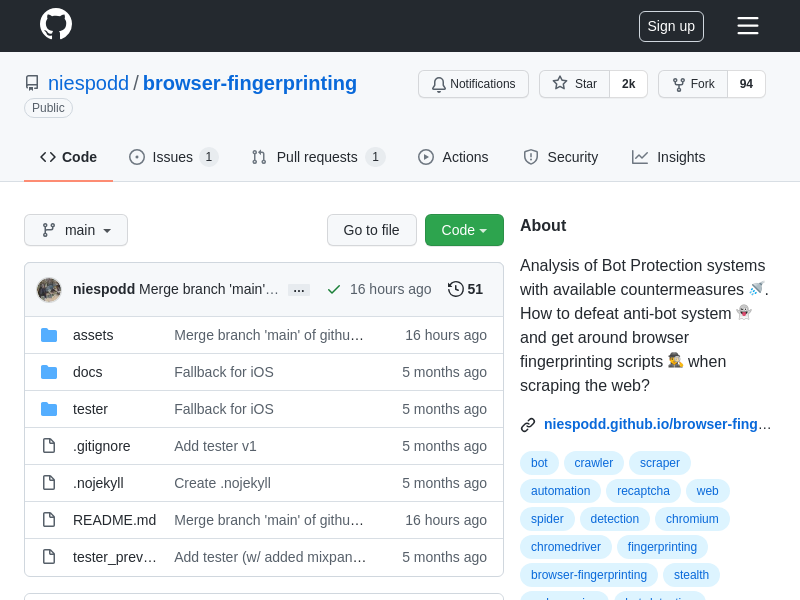 Sign up
niespodd / browser-fingerprinting
Public
Notifications
Star 2k
Fork 94
Code
Issues 1
Pull requests 1
Actions
Security
Insights
main
Go to file
Code
niespodd Merge branch 'main'… … 16 hours ago 51
assets Merge branch 'main' of githu… 16 hours ago
docs Fallback for iOS 5 months ago
tester Fallback for iOS 5 months ago
.gitignore Add tester v1 5 months ago
.nojekyll Create .nojekyll 5 months ago
README.md Merge branch 'main' of githu… 16 hours ago
tester_prev… Add tester (w/ added mixpan… 5 months ago
About
Analysis of Bot Protection systems
with available countermeasures 🚿.
How to defeat anti-bot system 👻
and get around browser
fingerprinting scripts 🕵️ when
scraping the web?
niespodd.github.io/browser-fing…
bot crawler scraper
automation recaptcha web
spider detection chromium
chromedriver fingerprinting
browser-fingerprinting stealth